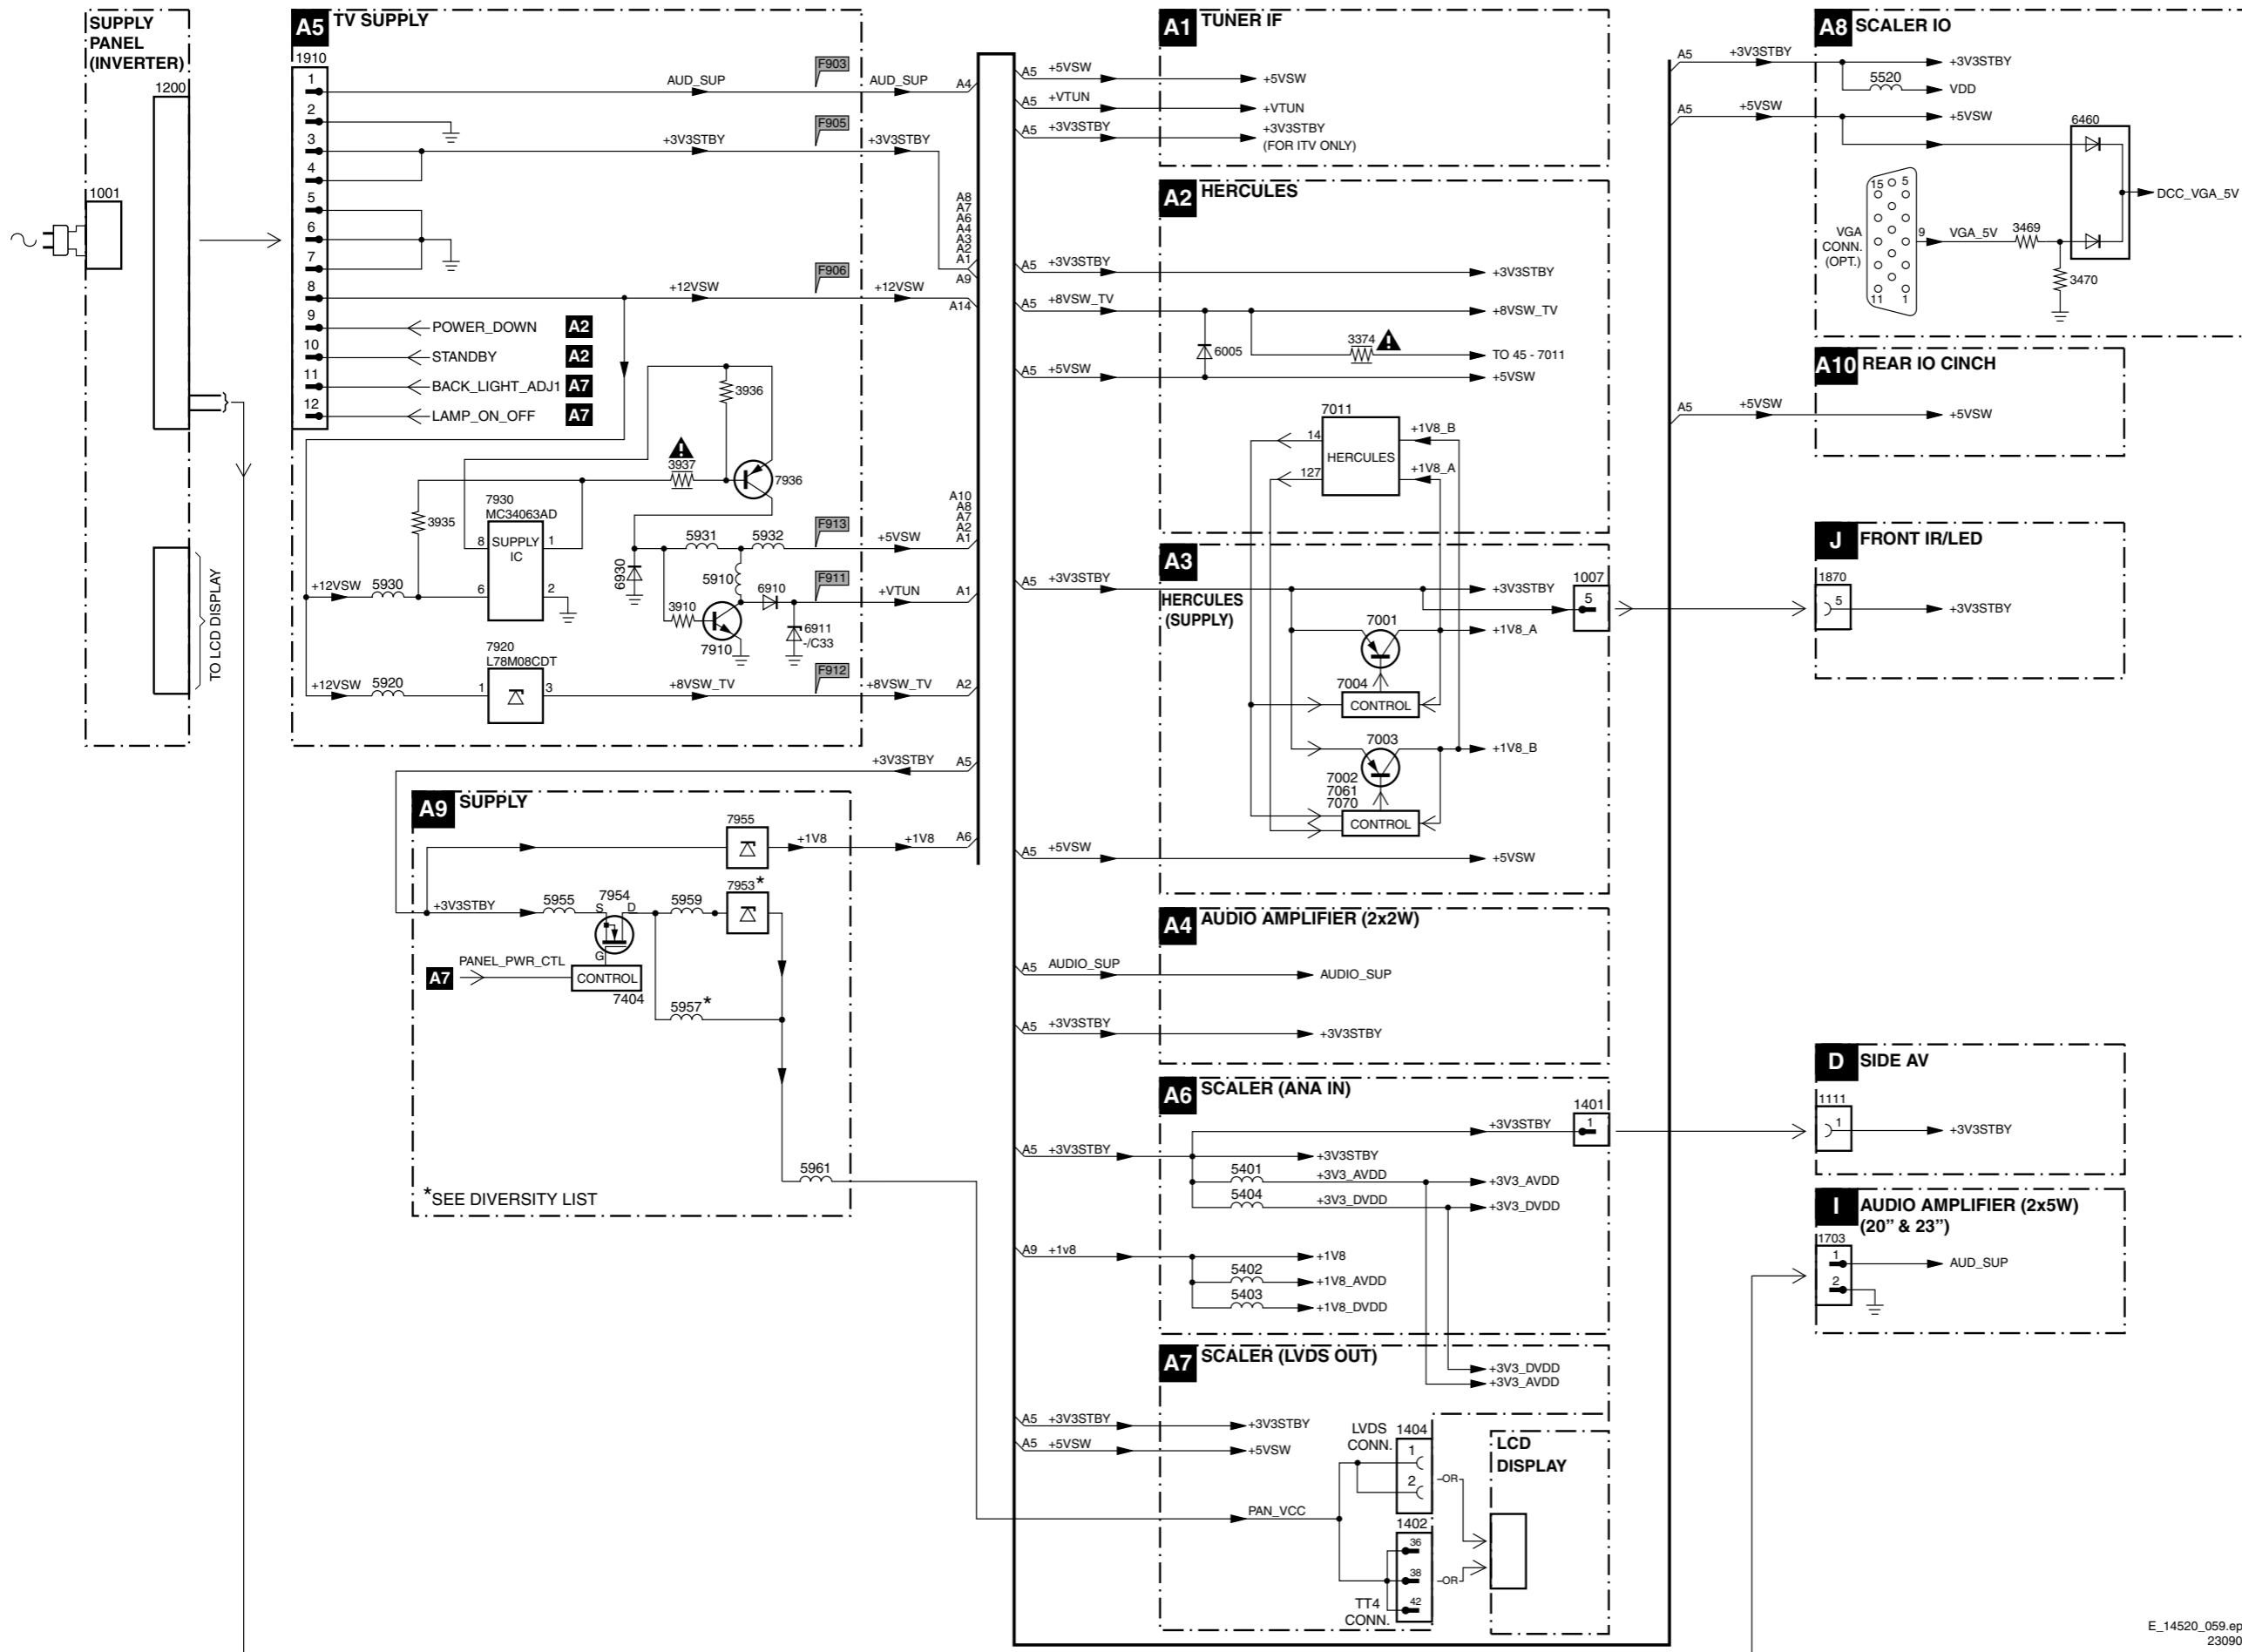 SUPPLY
PANEL
(INVERTER)
1200
1001
TO LCD DISPLAY
A5 TV SUPPLY
1910
1
2
3
4
5
6
7
8
9
10
11
12
AUD_SUP
F903
AUD_SUP
A4
+3V3STBY
F905
+3V3STBY
A8
A7
A6
A4
A3
A2
A1
A9
+12VSW
F906
+12VSW
A14
POWER_DOWN A2
STANDBY A2
BACK_LIGHT_ADJ1 A7
LAMP_ON_OFF A7
3936
3937
7936
3935
7930
MC34063AD
8 SUPPLY 1
IC
6 2
+12VSW 5930
6930
5931
5932
F913
+5VSW
A10
A8
A7
A2
A1
5910
6910
F911
+VTUN
A1
3910
7910
6911
-/C33
7920
L78M08CDT
+12VSW 5920 1 3
+8VSW_TV
F912
+8VSW_TV
A2
+3V3STBY A5
A9 SUPPLY
7955
+1V8
+1V8
A6
+3V3STBY
5955
7954
S D
G
5959
7953*
A7 PANEL_PWR_CTL
CONTROL
7404
5957*
5961
*SEE DIVERSITY LIST
A1 TUNER IF
A5 +5VSW +5VSW
A5 +VTUN +VTUN
A5 +3V3STBY +3V3STBY
(FOR ITV ONLY)
A2 HERCULES
A5 +3V3STBY +3V3STBY
A5 +8VSW_TV +8VSW_TV
6005
3374
TO 45 - 7011
A5 +5VSW +5VSW
7011
14 +1V8_B
HERCULES
127 +1V8_A
A3
HERCULES
(SUPPLY)
A5 +3V3STBY +3V3STBY
1007
5
7001
+1V8_A
7004
CONTROL
7003
+1V8_B
7002
7061
7070
CONTROL
A5 +5VSW +5VSW
A4 AUDIO AMPLIFIER (2x2W)
A5 AUDIO_SUP AUDIO_SUP
A5 +3V3STBY +3V3STBY
A6 SCALER (ANA IN)
+3V3STBY
1401
1
A5 +3V3STBY +3V3STBY
5401 +3V3_AVDD +3V3_AVDD
5404 +3V3_DVDD +3V3_DVDD
A9 +1v8 +1V8
5402 +1V8_AVDD
5403 +1V8_DVDD
A7 SCALER (LVDS OUT)
+3V3_DVDD
+3V3_AVDD
A5 +3V3STBY +3V3STBY
A5 +5VSW +5VSW
LVDS
CONN.
1404
1
2
OR
LCD
DISPLAY
PAN_VCC
1402
36
38
42
OR
TT4
CONN.
A8 SCALER IO
A5 +3V3STBY +3V3STBY
5520 VDD
A5 +5VSW +5VSW
6460
DCC_VGA_5V
15 5
VGA
CONN.
(OPT.)
9 VGA_5V 3469
3470
11 1
A10 REAR IO CINCH
A5 +5VSW +5VSW
J FRONT IR/LED
1870
5 +3V3STBY
D SIDE AV
1111
1 +3V3STBY
I AUDIO AMPLIFIER (2x5W)
(20” & 23”)
1703
1 AUD_SUP
2